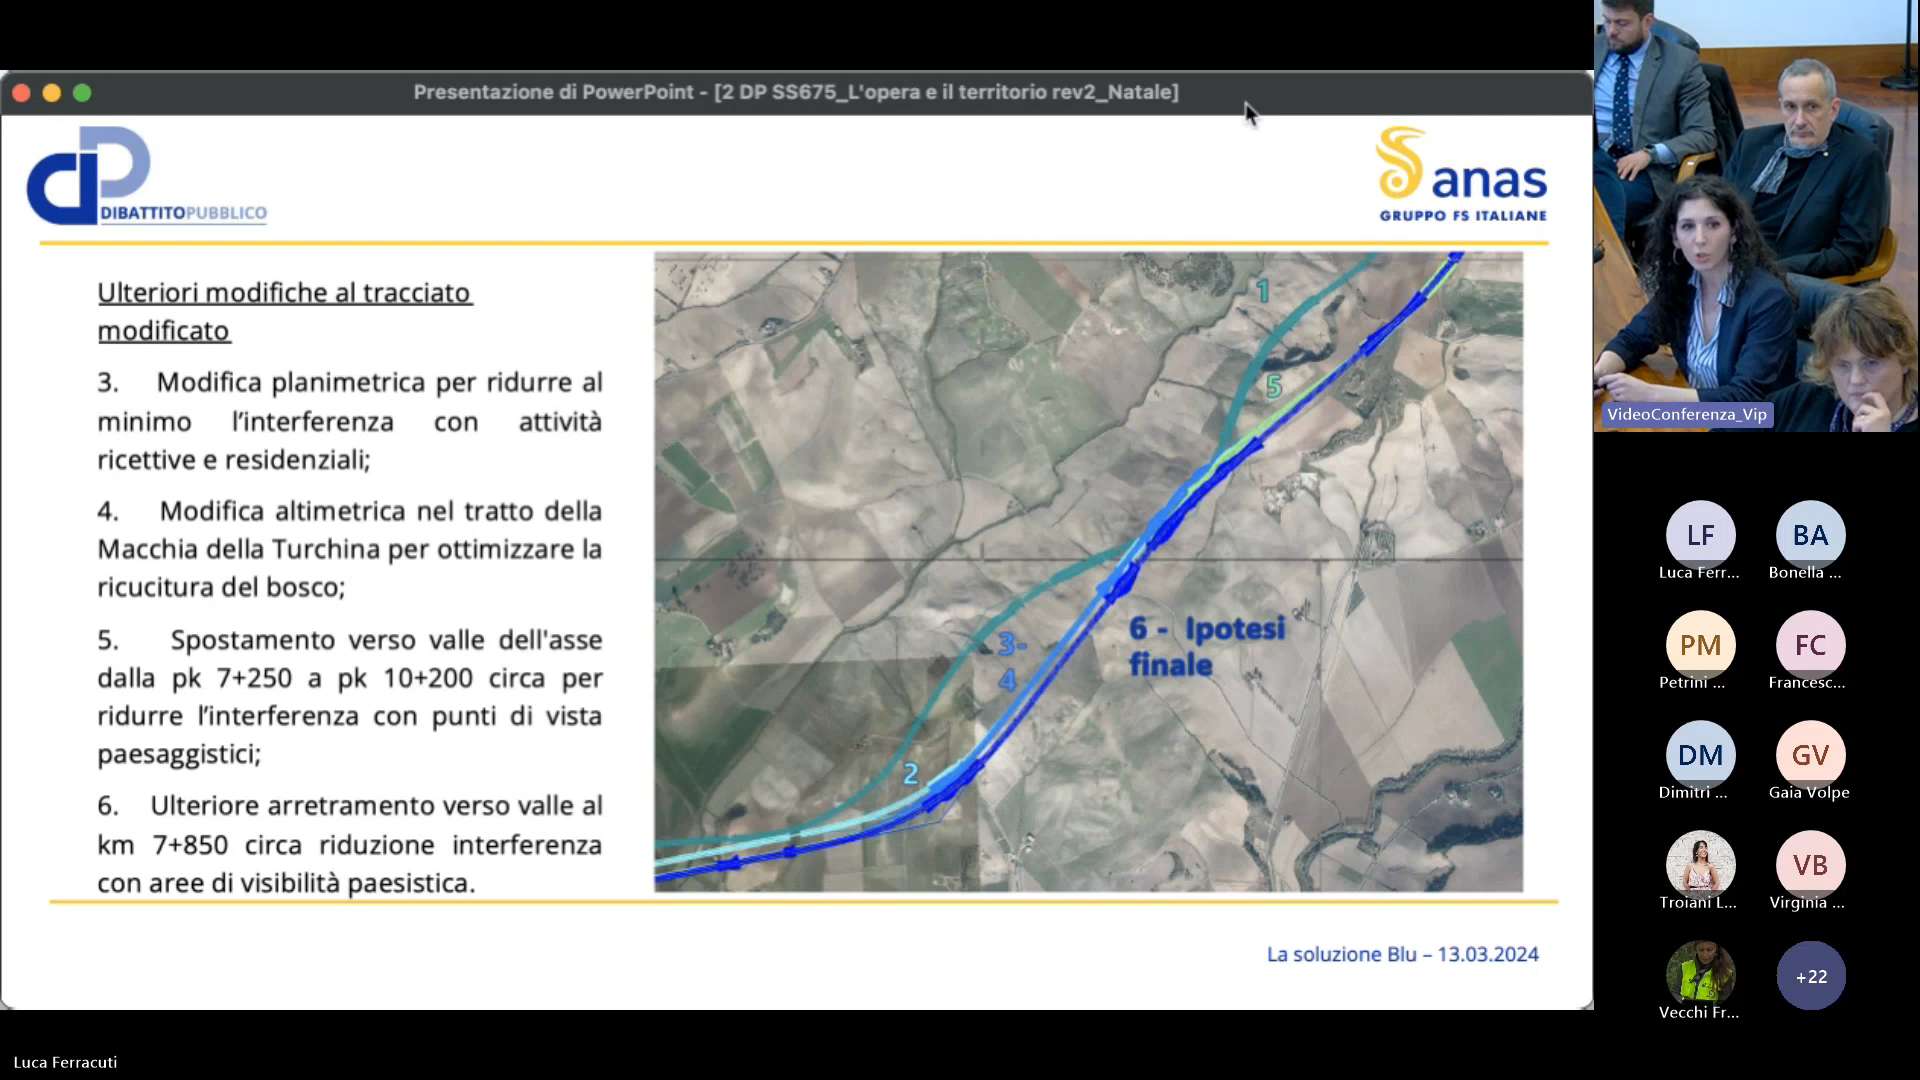 Presentazione di PowerPoint - [2 DP SS675_L'opera e il territorio rev2_Natale]
DIBATTITOPUBBLICO
anas
GRUPPO FS ITALIANE
Ulteriori modifiche al tracciato
modificato
3. Modifica planimetrica per ridurre al
minimo l’interferenza con attività
ricettive e residenziali;
4. Modifica altimetrica nel tratto della
Macchia della Turchina per ottimizzare la
ricucitura del bosco;
5. Spostamento verso valle dell'asse
dalla pk 7+250 a pk 10+200 circa per
ridurre l’interferenza con punti di vista
paesaggistici;
6. Ulteriore arretramento verso valle al
km 7+850 circa riduzione interferenza
con aree di visibilità paesistica.
1
5
6 - Ipotesi
finale
3-
4
2
La soluzione Blu – 13.03.2024
VideoConferenza_Vip
LF
Luca Ferr...
BA
Bonella ...
PM
Petrini ...
FC
Francesc...
DM
Dimitri ...
GV
Gaia Volpe
Troiani L...
VB
Virginia ...
Vecchi Fr...
+22
Luca Ferracuti